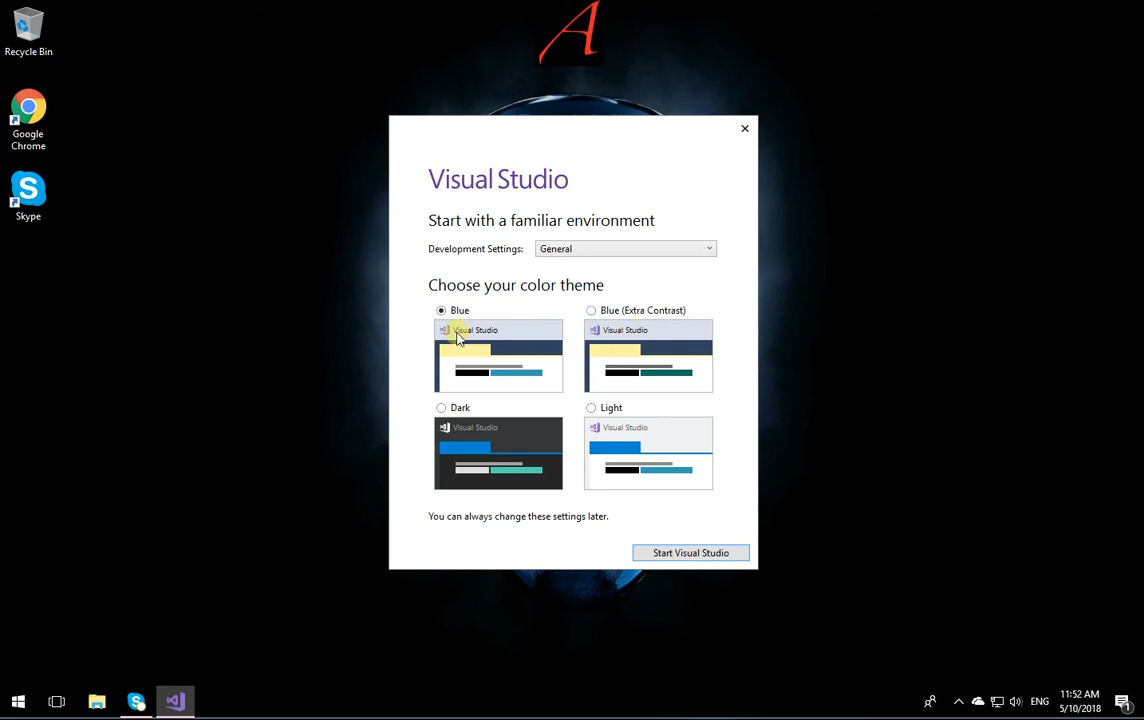 A
Recycle Bin
Google
Chrome
Skype
Visual Studio
Start with a familiar environment
Development Settings: General
Choose your color theme
Blue
Blue (Extra Contrast)
Visual Studio
Visual Studio
Dark
Light
Visual Studio
Visual Studio
You can always change these settings later.
Start Visual Studio
ENG
11:52 AM
5/10/2018
1